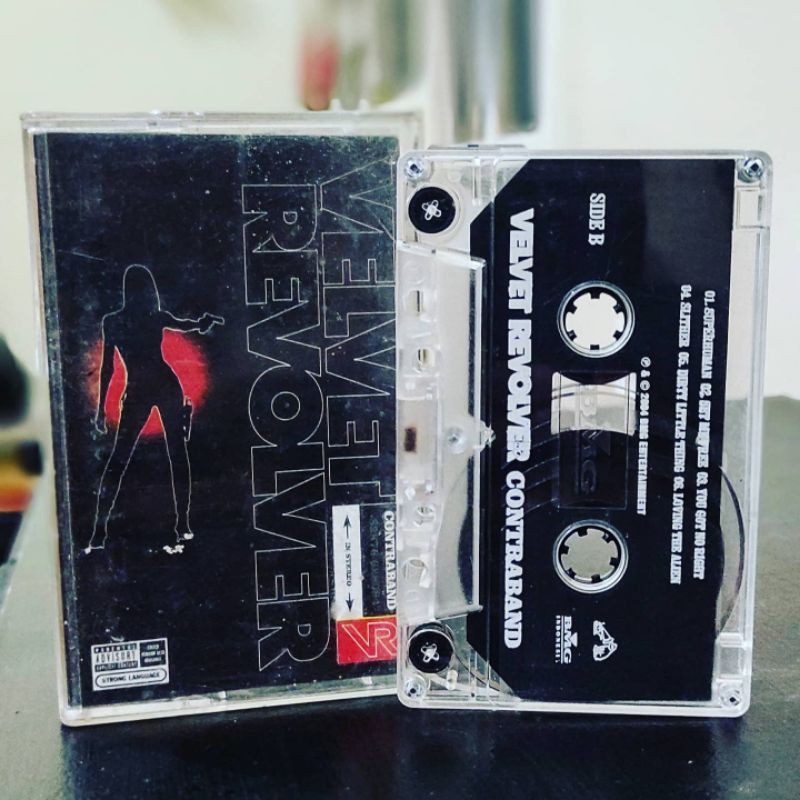 VELVET
REVOLVER
CONTRABAND
IN STEREO
VR
PARENTAL
ADVISORY
EXPLICIT CONTENT
STRONG LANGUAGE
SIDE B
VELVET REVOLVER CONTRABAND
01. SUPERHUMAN 02. SET ME FREE 03. YOU GOT NO RIGHT
04. SLITHER 05. DIRTY LITTLE THING 06. LOVING THE ALIEN
℗ & © 2004 BMG ENTERTAINMENT
BMG
BMG
INDONESIA